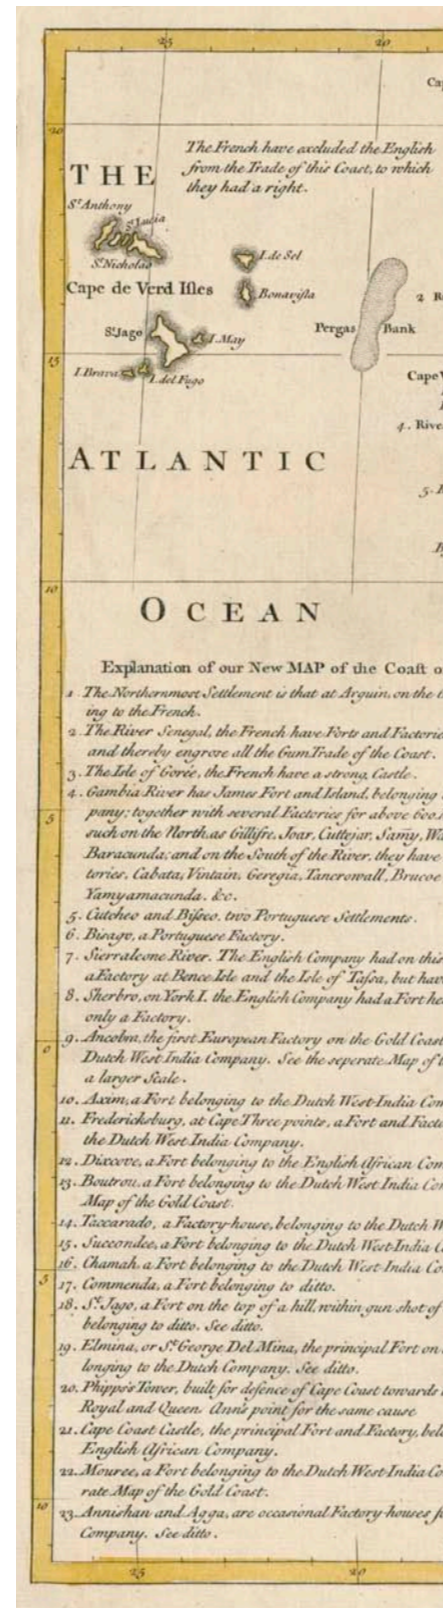 25 20
Ca
20
The French have excluded the English
from the Trade of this Coast, to which
they had a right.
THE
St. Anthony
St. Lucia
St. Nicholas
I. de Sel
Cape de Verd Isles
Bonavista
2 R
St. Jago
I. May
Pergas Bank
15
I. Brava
I. del Fugo
Cape V
4. Rive
ATLANTIC
5.
10
OCEAN
Explanation of our New MAP of the Coast o
1 The Northernmost Settlement is that at Arguin, on the
ing to the French.
2. The River Senegal, the French have Forts and Factorie
and thereby engross all the Gum Trade of the Coast.
3. The Isle of Gorée, the French have a strong Castle.
4. Gambia River has James Fort and Island, belonging
5
pany; together with several Factories for above 600.
such on the North as Gillyfre, Joar, Cuttejar, Samy, Wa
Baracunda; and on the South of the River, they have
tories, Cabata, Vintain, Geregia, Tancrowall, Brucoe
Yamyamacunda. &c.
5. Cutcheo and Bisseo, two Portuguese Settlements.
6. Bisago, a Portuguese Factory.
7. Sierraleone River. The English Company had on this
a Factory at Bence Isle and the Isle of Tassa, but hav
8. Sherbro, on York I. the English Company had a Fort he
only a Factory.
0
9. Ancobra, the first European Factory on the Gold Coast
Dutch West India Company. See the seperate Map of t
a larger Scale.
10. Axim, a Fort belonging to the Dutch West-India Com
11. Fredericksburg, at Cape Three points, a Fort and Facto
the Dutch West India Company.
12. Dixcove, a Fort belonging to the English African Com
13. Boutrou, a Fort belonging to the Dutch West India Co
Map of the Gold Coast.
14. Taccarado, a Factory-house, belonging to the Dutch W
15. Succondee, a Fort belonging to the Dutch West-India C
5
16. Chamah, a Fort belonging to the Dutch West India Co
17. Commenda, a Fort belonging to ditto.
18. St. Jago, a Fort on the top of a hill, within gun shot of
belonging to ditto. See ditto.
19. Elmina, or St. George Del Mina, the principal Fort on
longing to the Dutch Company. See ditto.
20. Phipps's Tower, built for defence of Cape Coast towards
Royal and Queen Ann's point for the same cause
21. Cape Coast Castle, the principal Fort and Factory, bel
English African Company.
22. Mouree, a Fort belonging to the Dutch West-India Co
rate Map of the Gold Coast.
10
23. Annishan and Agga, are occasional Factory-houses f
Company. See ditto.
25 20